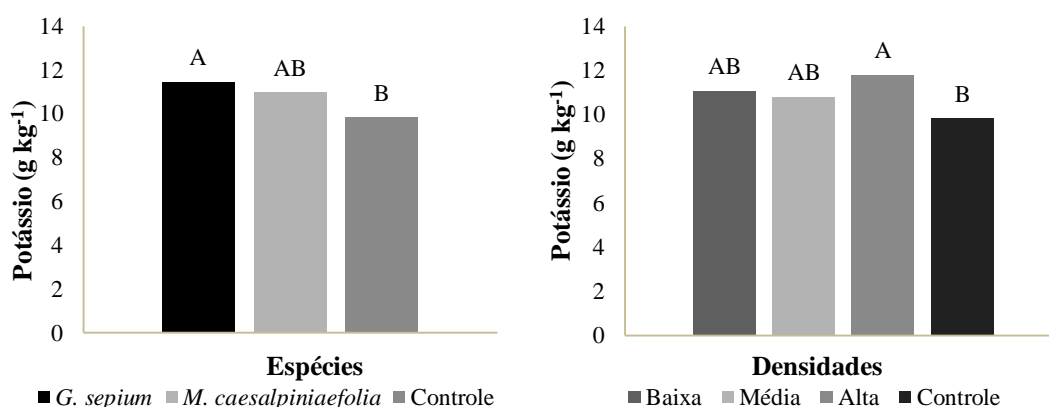 Potássio (g kg-1)
14
12
10
8
6
4
2
0
A
AB
B
Espécies
G. sepium M. caesalpiniaefolia Controle
Potássio (g kg-1)
14
12
10
8
6
4
2
0
AB
AB
A
B
Densidades
Baixa Média Alta Controle